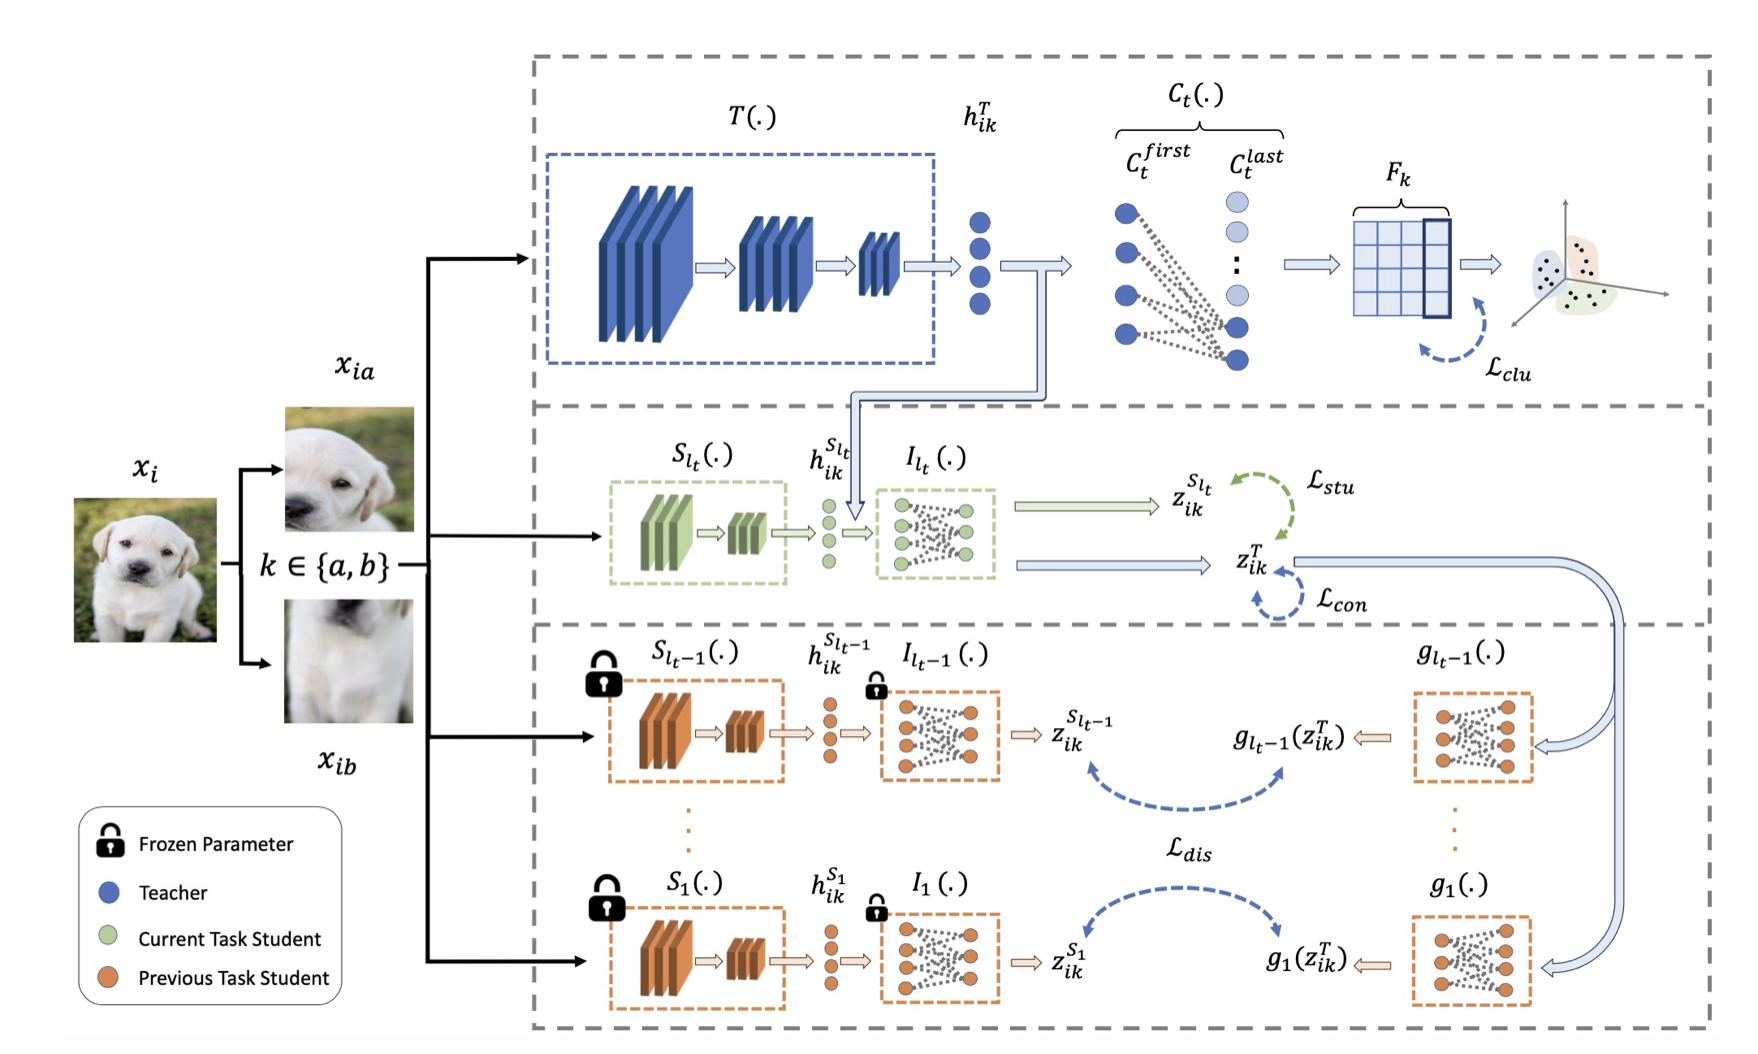 $x_i$
$x_{ia}$
$k \in \{a, b\}$
$x_{ib}$
$T(.)$
$h_{ik}^{T}$
$C_t(.)$
$C_t^{first}$
$C_t^{last}$
$F_k$
$\mathcal{L}_{clu}$
$S_{l_t}(.)$
$h_{ik}^{S_{l_t}}$
$I_{l_t}(.)$
$z_{ik}^{S_{l_t}}$
$\mathcal{L}_{stu}$
$z_{ik}^{T}$
$\mathcal{L}_{con}$
$S_{l_t-1}(.)$
$h_{ik}^{S_{l_t-1}}$
$I_{l_t-1}(.)$
$z_{ik}^{S_{l_t-1}}$
$g_{l_t-1}(z_{ik}^{T})$
$g_{l_t-1}(.)$
$\mathcal{L}_{dis}$
$S_1(.)$
$h_{ik}^{S_1}$
$I_1(.)$
$z_{ik}^{S_1}$
$g_1(z_{ik}^{T})$
$g_1(.)$
Frozen Parameter
Teacher
Current Task Student
Previous Task Student